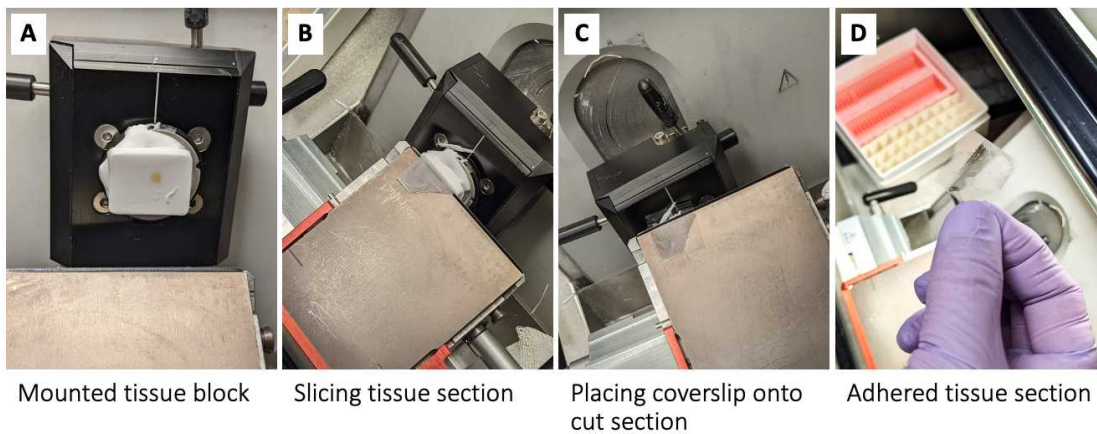 A
B
C
D
Mounted tissue block
Slicing tissue section
Placing coverslip onto
cut section
Adhered tissue section